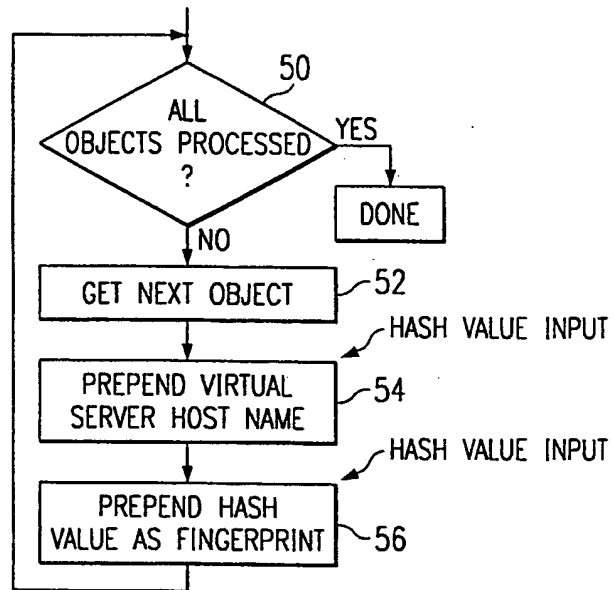 50
ALL
OBJECTS PROCESSED
?
YES
DONE
NO
GET NEXT OBJECT
52
HASH VALUE INPUT
PREPEND VIRTUAL
SERVER HOST NAME
54
HASH VALUE INPUT
PREPEND HASH
VALUE AS FINGERPRINT
56